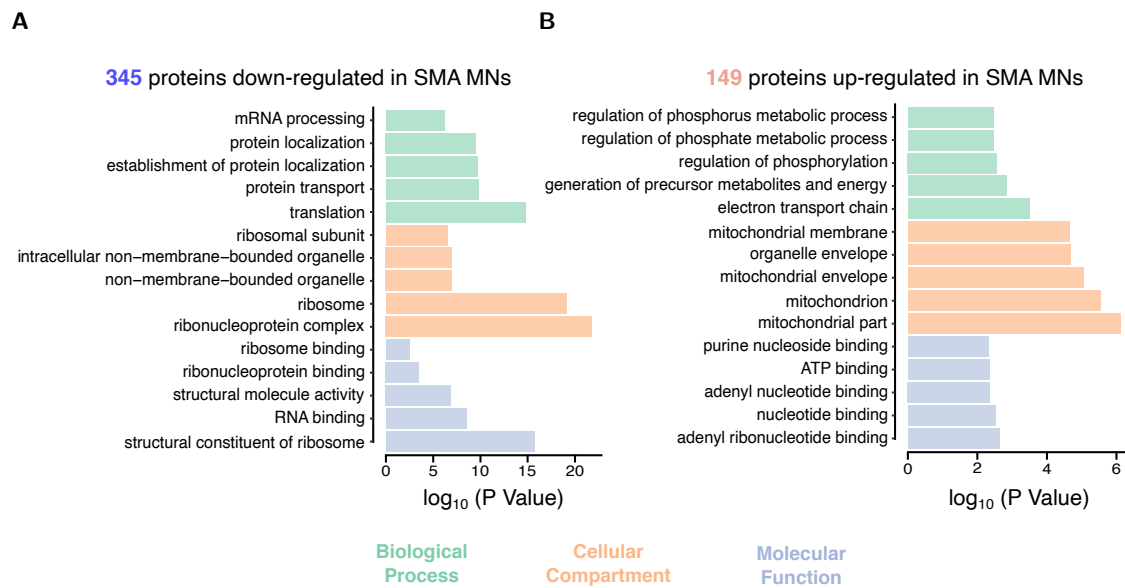 A
345 proteins down-regulated in SMA MNs
mRNA processing
protein localization
establishment of protein localization
protein transport
translation
ribosomal subunit
intracellular non−membrane−bounded organelle
non−membrane−bounded organelle
ribosome
ribonucleoprotein complex
ribosome binding
ribonucleoprotein binding
structural molecule activity
RNA binding
structural constituent of ribosome
0 5 10 15 20
log10 (P Value)
B
149 proteins up-regulated in SMA MNs
regulation of phosphorus metabolic process
regulation of phosphate metabolic process
regulation of phosphorylation
generation of precursor metabolites and energy
electron transport chain
mitochondrial membrane
organelle envelope
mitochondrial envelope
mitochondrion
mitochondrial part
purine nucleoside binding
ATP binding
adenyl nucleotide binding
nucleotide binding
adenyl ribonucleotide binding
0 2 4 6
log10 (P Value)
Biological
Process
Cellular
Compartment
Molecular
Function